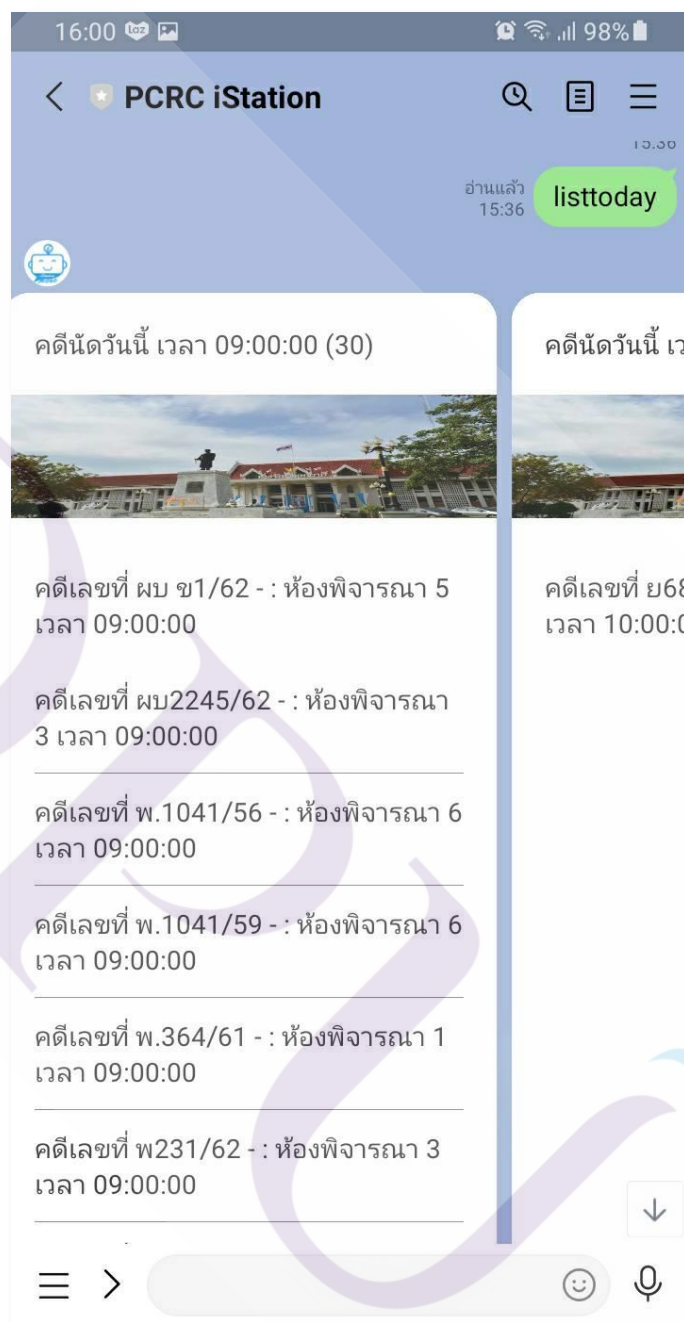 16:00
98%
PCRC iStation
15:36
อ่านแล้ว
15:36
listtoday
คดีนัดวันนี้ เวลา 09:00:00 (30)
คดีเลขที่ ผบ ข1/62 - : ห้องพิจารณา 5
เวลา 09:00:00
คดีเลขที่ ผบ2245/62 - : ห้องพิจารณา
3 เวลา 09:00:00
คดีเลขที่ พ.1041/56 - : ห้องพิจารณา 6
เวลา 09:00:00
คดีเลขที่ พ.1041/59 - : ห้องพิจารณา 6
เวลา 09:00:00
คดีเลขที่ พ.364/61 - : ห้องพิจารณา 1
เวลา 09:00:00
คดีเลขที่ พ231/62 - : ห้องพิจารณา 3
เวลา 09:00:00
คดีนัดวันนี้ เว
คดีเลขที่ ย68
เวลา 10:00:0